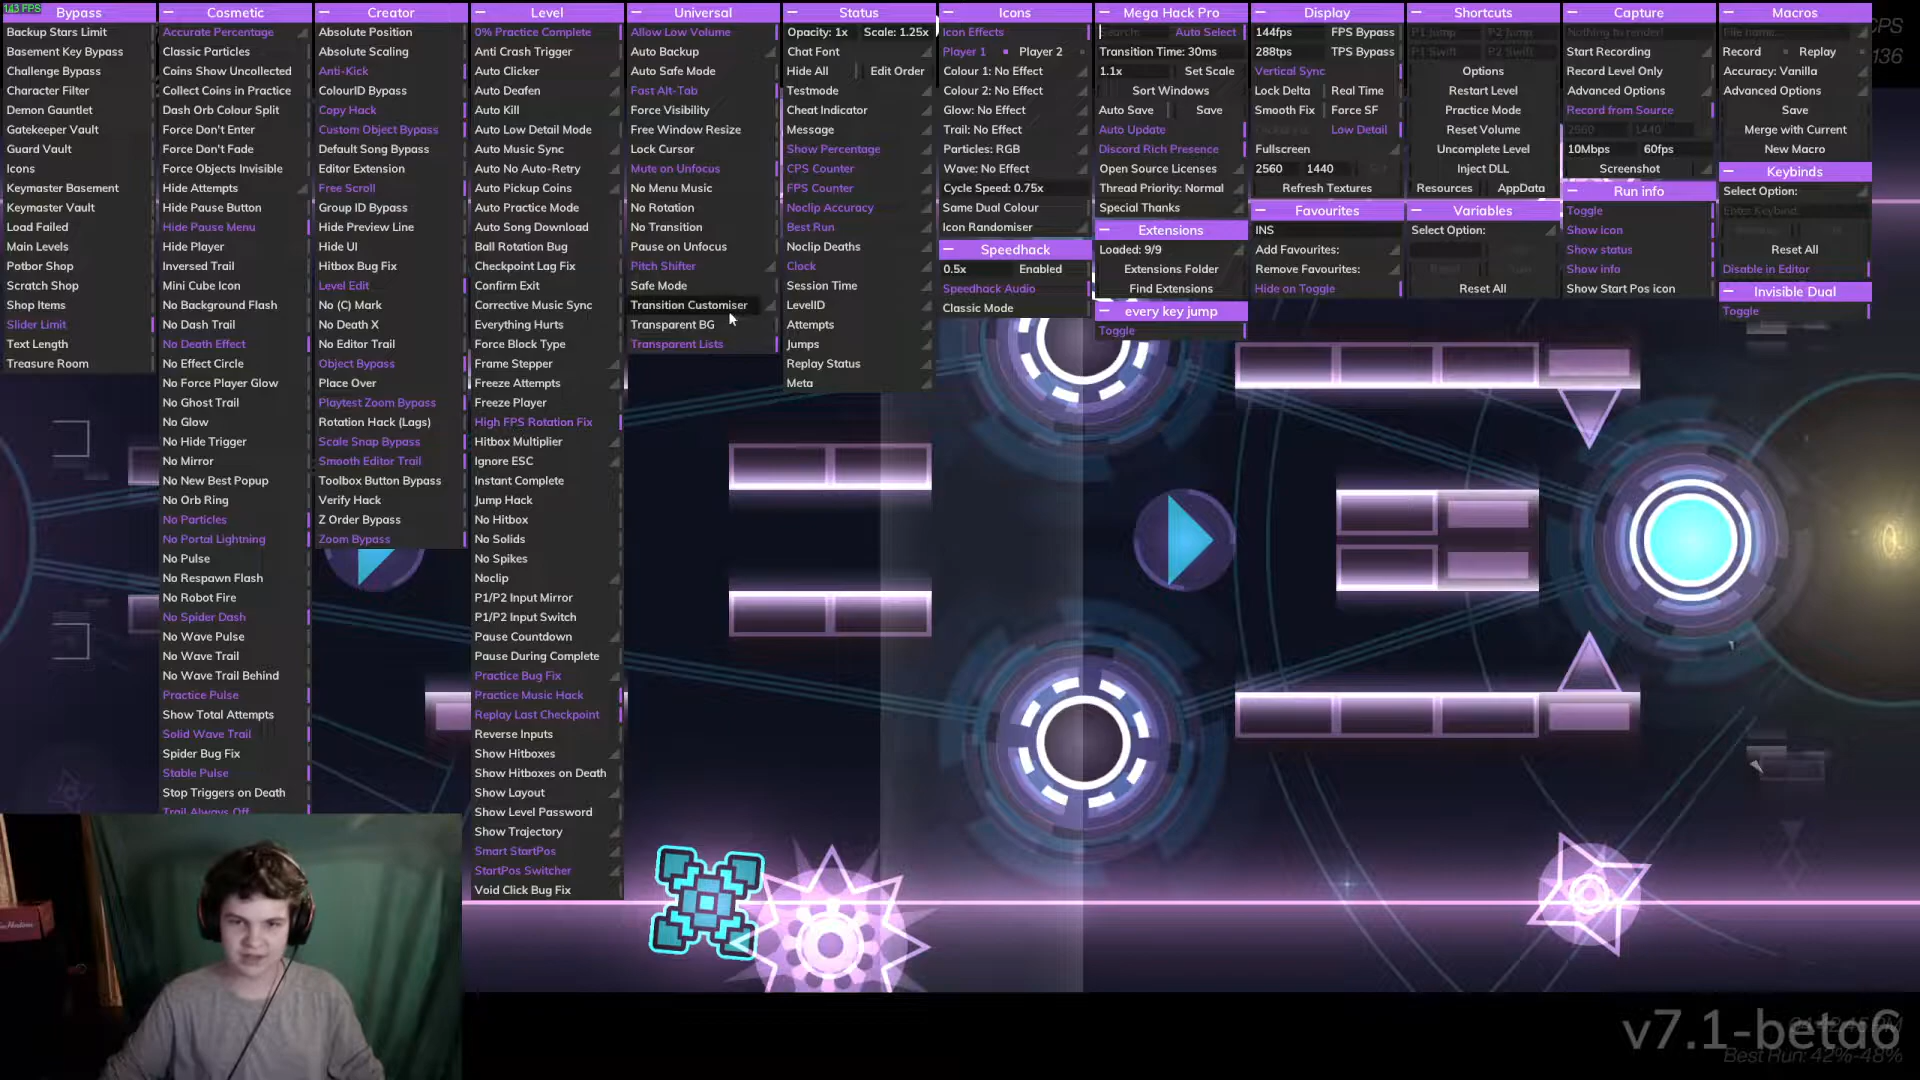 143 FPS
Bypass
Backup Stars Limit
Basement Key Bypass
Challenge Bypass
Character Filter
Demon Gauntlet
Gatekeeper Vault
Guard Vault
Icons
Keymaster Basement
Keymaster Vault
Load Failed
Main Levels
Potbor Shop
Scratch Shop
Shop Items
Slider Limit
Text Length
Treasure Room
Cosmetic
Accurate Percentage
Classic Particles
Coins Show Uncollected
Collect Coins in Practice
Dash Orb Colour Split
Force Don't Enter
Force Don't Fade
Force Objects Invisible
Hide Attempts
Hide Pause Button
Hide Pause Menu
Hide Player
Inversed Trail
Mini Cube Icon
No Background Flash
No Dash Trail
No Death Effect
No Effect Circle
No Force Player Glow
No Ghost Trail
No Glow
No Hide Trigger
No Mirror
No New Best Popup
No Orb Ring
No Particles
No Portal Lightning
No Pulse
No Respawn Flash
No Robot Fire
No Spider Dash
No Wave Pulse
No Wave Trail
No Wave Trail Behind
Practice Pulse
Show Total Attempts
Solid Wave Trail
Spider Bug Fix
Stable Pulse
Stop Triggers on Death
Trail Always Off
Creator
Absolute Position
Absolute Scaling
Anti-Kick
ColourID Bypass
Copy Hack
Custom Object Bypass
Default Song Bypass
Editor Extension
Free Scroll
Group ID Bypass
Hide Preview Line
Hide UI
Hitbox Bug Fix
Level Edit
No (C) Mark
No Death X
No Editor Trail
Object Bypass
Place Over
Playtest Zoom Bypass
Rotation Hack (Lags)
Scale Snap Bypass
Smooth Editor Trail
Toolbox Button Bypass
Verify Hack
Z Order Bypass
Zoom Bypass
Level
0% Practice Complete
Anti Crash Trigger
Auto Clicker
Auto Deafen
Auto Kill
Auto Low Detail Mode
Auto Music Sync
Auto No Auto-Retry
Auto Pickup Coins
Auto Practice Mode
Auto Song Download
Ball Rotation Bug
Checkpoint Lag Fix
Confirm Exit
Corrective Music Sync
Everything Hurts
Force Block Type
Frame Stepper
Freeze Attempts
Freeze Player
High FPS Rotation Fix
Hitbox Multiplier
Ignore ESC
Instant Complete
Jump Hack
No Hitbox
No Solids
No Spikes
Noclip
P1/P2 Input Mirror
P1/P2 Input Switch
Pause Countdown
Pause During Complete
Practice Bug Fix
Practice Music Hack
Replay Last Checkpoint
Reverse Inputs
Show Hitboxes
Show Hitboxes on Death
Show Layout
Show Level Password
Show Trajectory
Smart StartPos
StartPos Switcher
Void Click Bug Fix
Universal
Allow Low Volume
Auto Backup
Auto Safe Mode
Fast Alt-Tab
Force Visibility
Free Window Resize
Lock Cursor
Mute on Unfocus
No Menu Music
No Rotation
No Transition
Pause on Unfocus
Pitch Shifter
Safe Mode
Transition Customiser
Transparent BG
Transparent Lists
Status
Opacity: 1x Scale: 1.25x
Chat Font
Hide All Edit Order
Testmode
Cheat Indicator
Message
Show Percentage
CPS Counter
FPS Counter
Noclip Accuracy
Best Run
Noclip Deaths
Clock
Session Time
LevelID
Attempts
Jumps
Replay Status
Meta
Icons
Icon Effects
Player 1 Player 2
Colour 1: No Effect
Colour 2: No Effect
Glow: No Effect
Trail: No Effect
Particles: RGB
Wave: No Effect
Cycle Speed: 0.75x
Same Dual Colour
Icon Randomiser
Speedhack
0.5x Enabled
Speedhack Audio
Classic Mode
Mega Hack Pro
Search Auto Select
Transition Time: 30ms
1.1x Set Scale
Sort Windows
Auto Save Save
Auto Update
Discord Rich Presence
Open Source Licenses
Thread Priority: Normal
Special Thanks
Extensions
Loaded: 9/9
Extensions Folder
Find Extensions
every key jump
Toggle
Display
144fps FPS Bypass
288tps TPS Bypass
Vertical Sync
Lock Delta Real Time
Smooth Fix Force SF
Low Detail
Fullscreen
2560 1440
Refresh Textures
Favourites
INS
Add Favourites:
Remove Favourites:
Hide on Toggle
Shortcuts
P1 Jump P2 Jump
P1 Swift P2 Swift
Options
Restart Level
Practice Mode
Reset Volume
Uncomplete Level
Inject DLL
Resources AppData
Variables
Select Option:
Reset All
Capture
Nothing to render!
Start Recording
Record Level Only
Advanced Options
Record from Source
2560 1440
10Mbps 60fps
Screenshot
Run info
Toggle
Show icon
Show status
Show info
Show Start Pos icon
Macros
File name...
Record Replay
Accuracy: Vanilla
Advanced Options
Save
Merge with Current
New Macro
Keybinds
Select Option:
Enter Keybind
Reset All
Disable in Editor
Invisible Dual
Toggle
v7.1-beta6
Best Run: 42%-48%